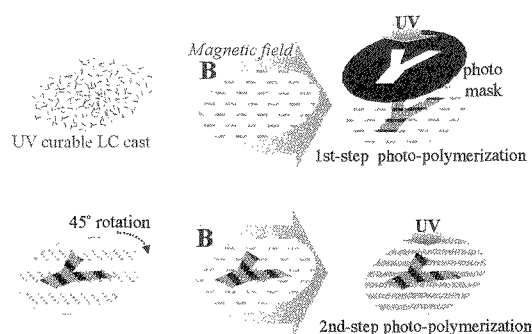 UV
Magnetic field
B
photo
mask
UV curable LC cast
1st-step photo-polymerization
45° rotation
B
UV
2nd-step photo-polymerization